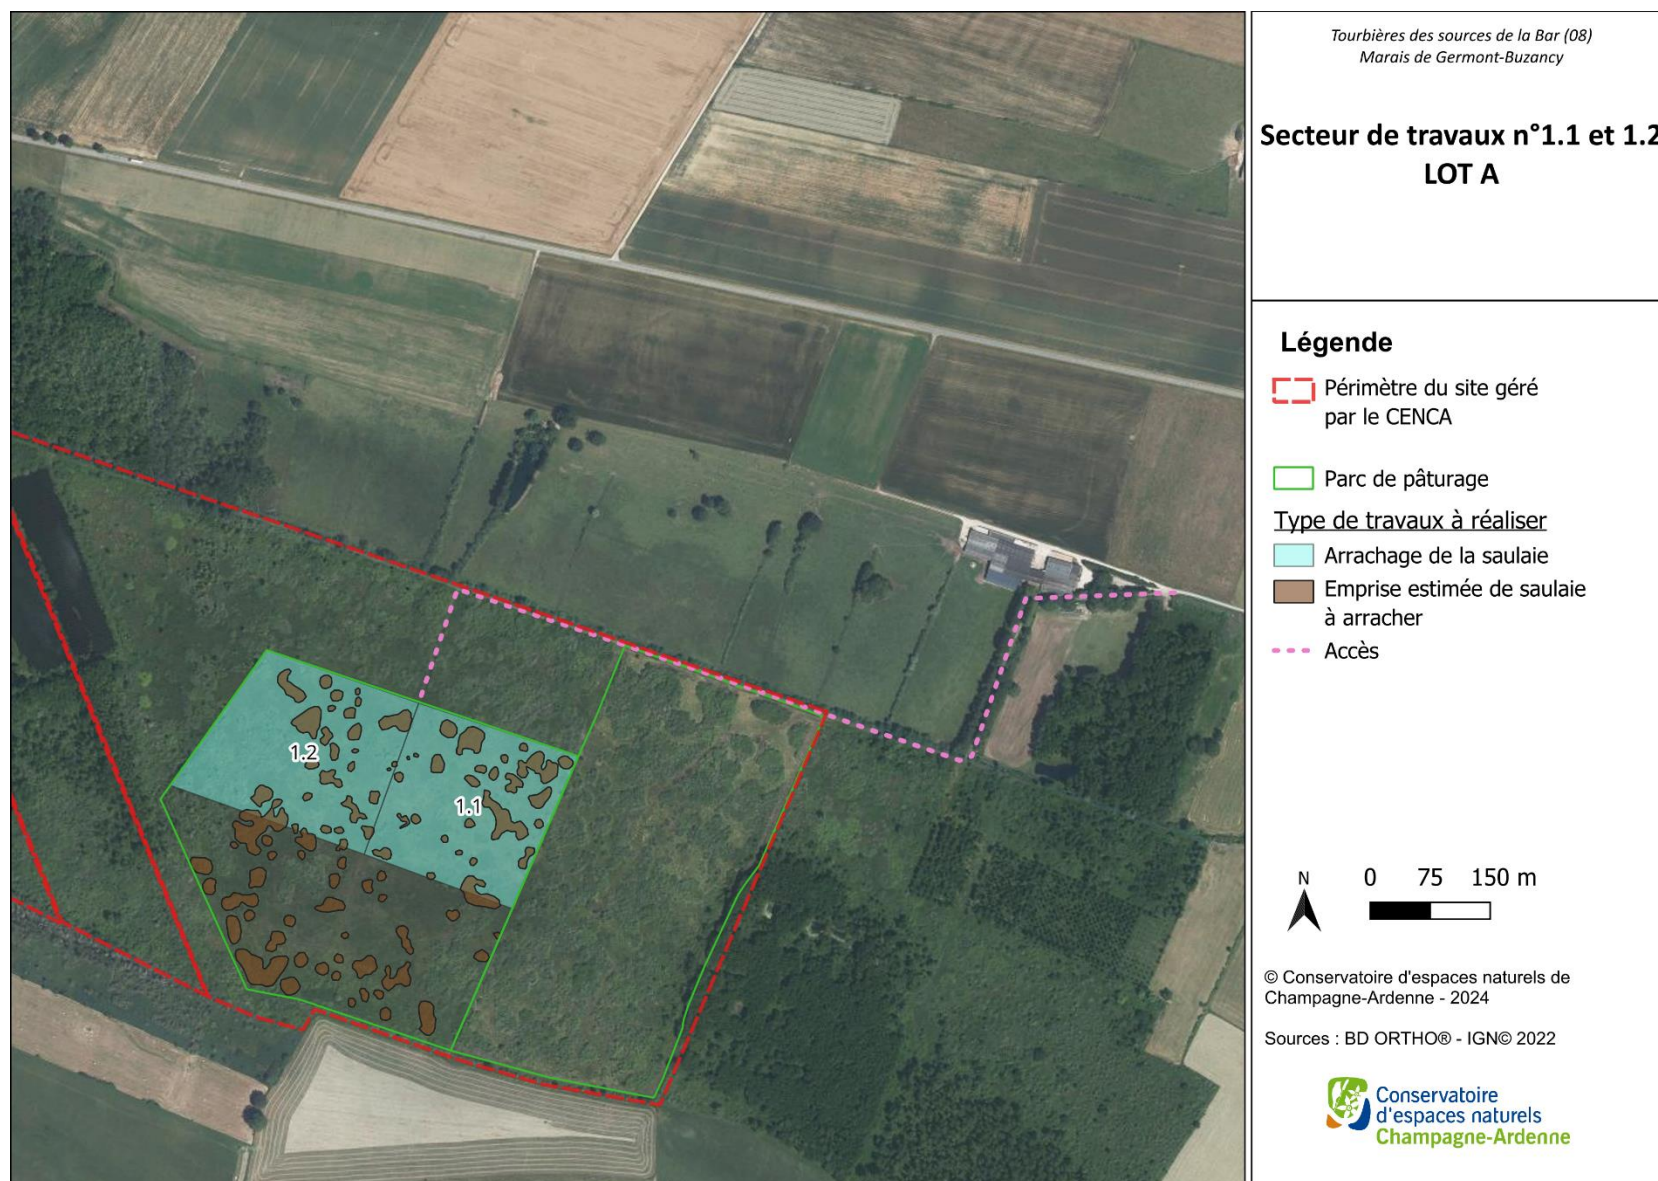 Tourbières des sources de la Bar (08)
Marais de Germont-Buzancy
Secteur de travaux n°1.1 et 1.2
LOT A
Légende
Périmètre du site géré
par le CENCA
Parc de pâturage
Type de travaux à réaliser
Arrachage de la saulaie
Emprise estimée de saulaie
à arracher
Accès
1.2
1.1
N
0 75 150 m
© Conservatoire d'espaces naturels de
Champagne-Ardenne - 2024
Sources : BD ORTHO® - IGN© 2022
Conservatoire
d'espaces naturels
Champagne-Ardenne